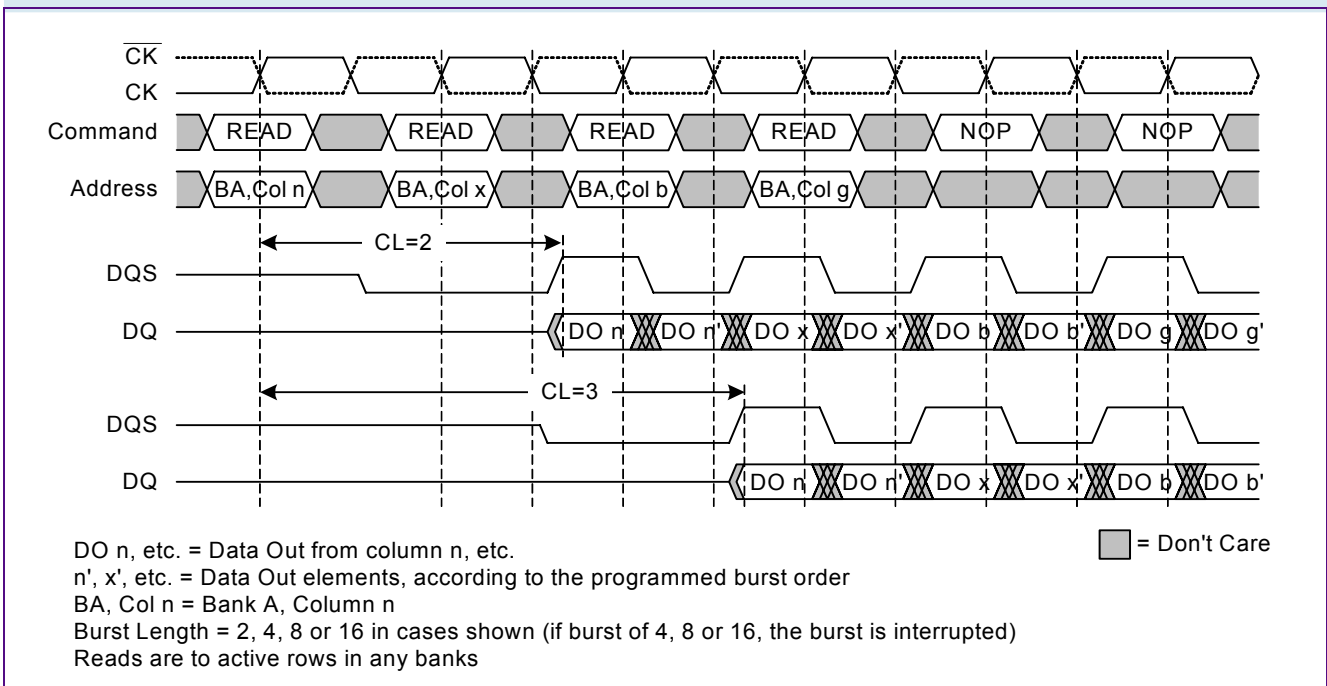 CK
CK
Command READ READ READ READ NOP NOP
Address BA,Col n BA,Col x BA,Col b BA,Col g
CL=2
DQS
DQ DO n DO n' DO x DO x' DO b DO b' DO g DO g'
CL=3
DQS
DQ DO n DO n' DO x DO x' DO b DO b'
DO n, etc. = Data Out from column n, etc.
= Don't Care
n', x', etc. = Data Out elements, according to the programmed burst order
BA, Col n = Bank A, Column n
Burst Length = 2, 4, 8 or 16 in cases shown (if burst of 4, 8 or 16, the burst is interrupted)
Reads are to active rows in any banks